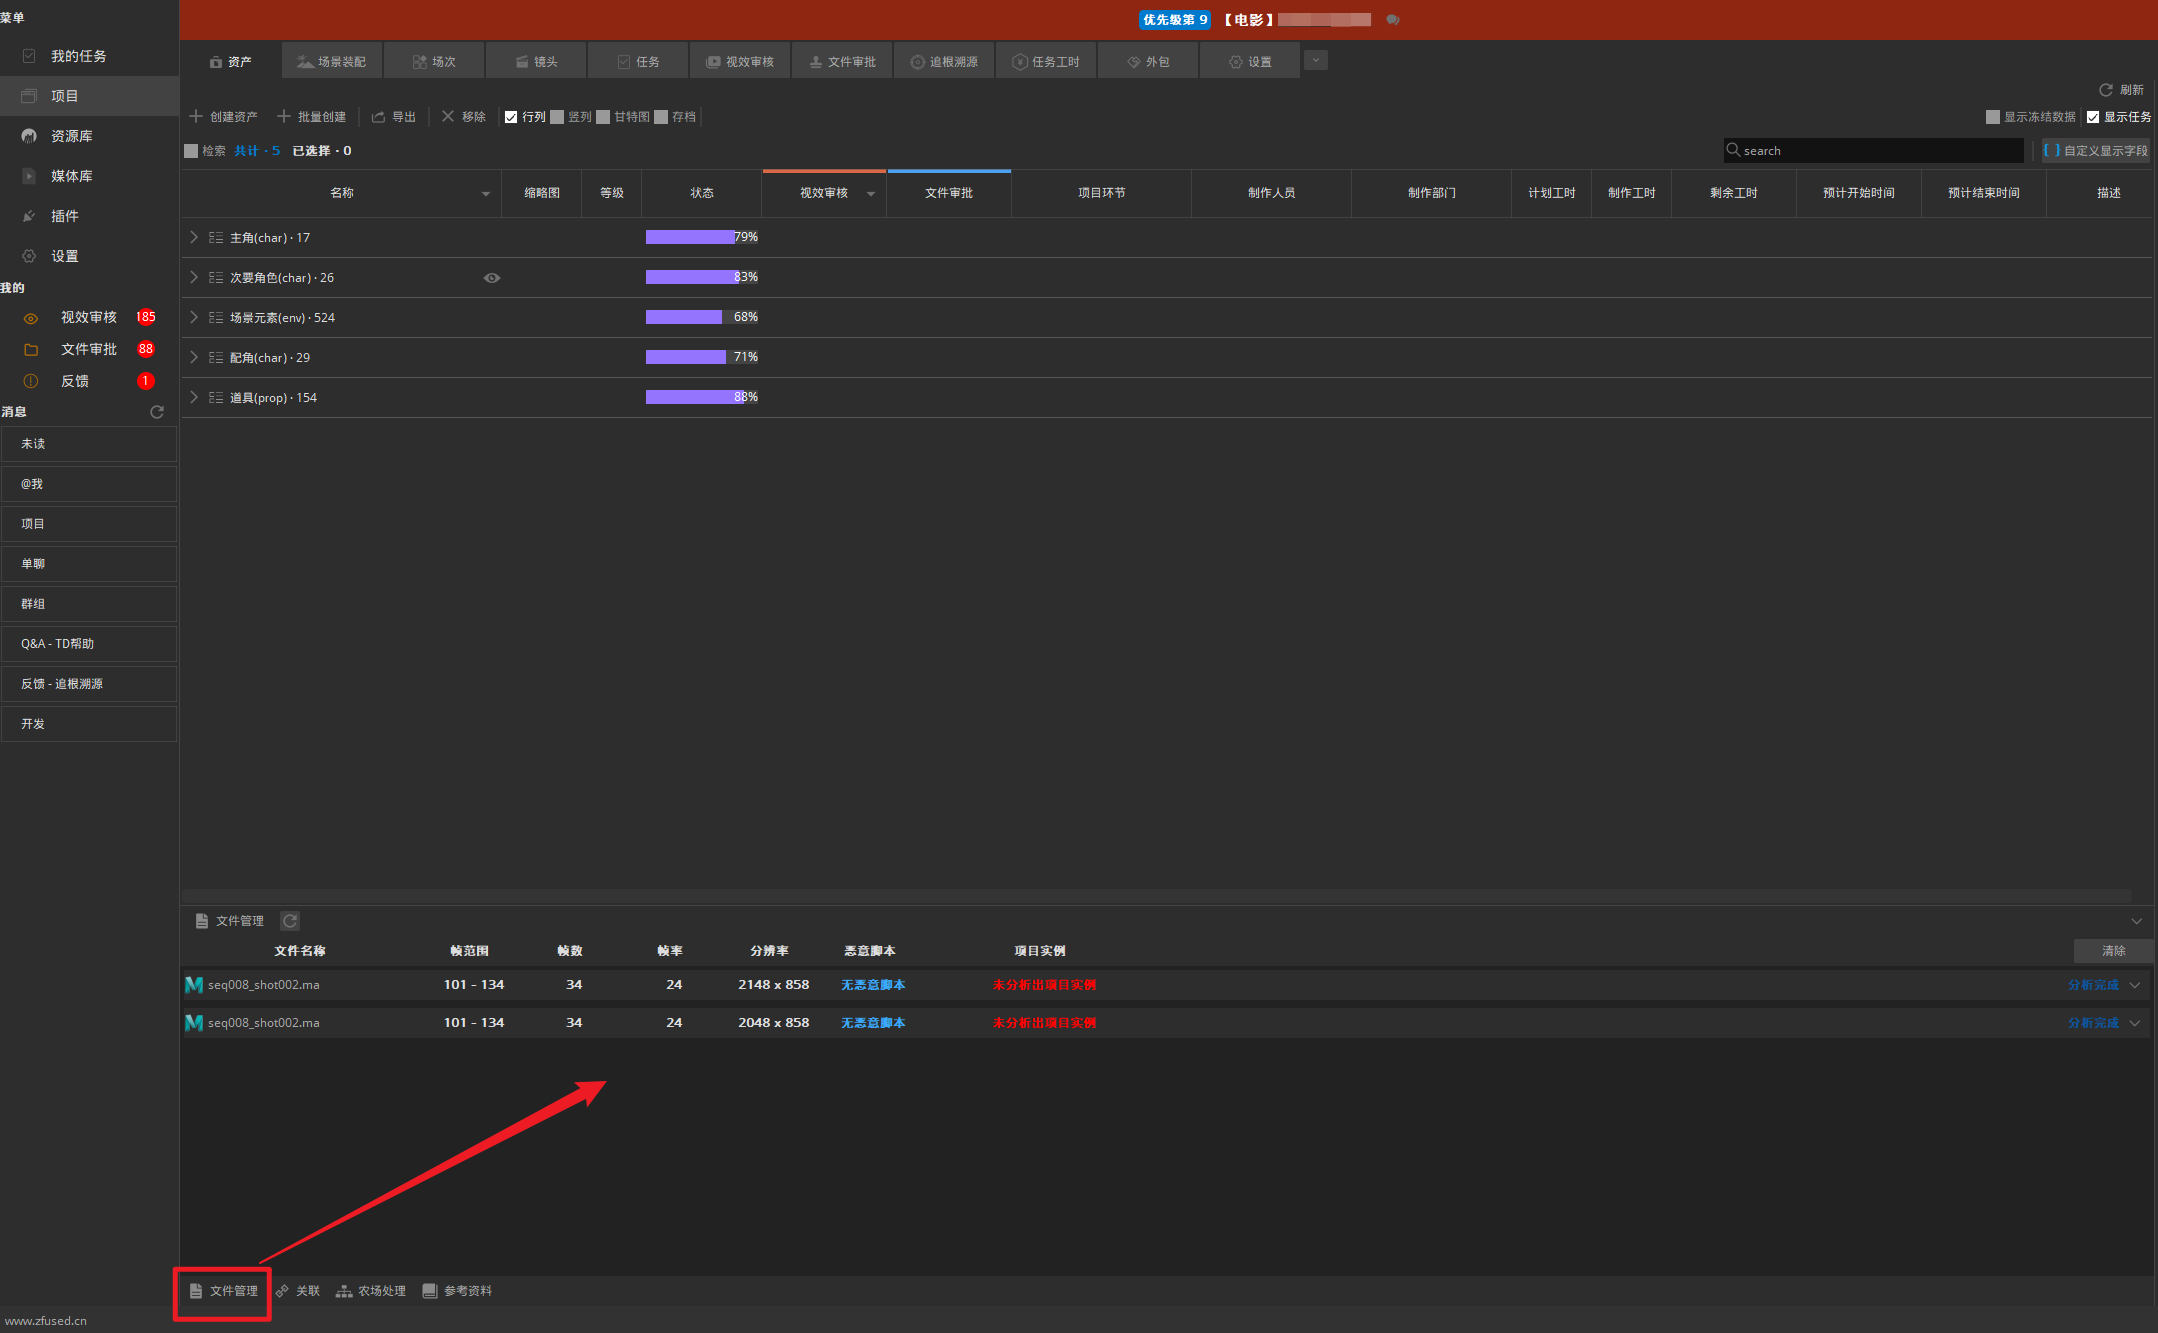 菜单
我的任务
项目
资源库
媒体库
插件
设置
我的
视效审核 185
文件审批 88
反馈 1
消息
未读
@我
项目
单聊
群组
Q&A - TD帮助
反馈 - 追根溯源
开发
www.zfused.cn
优先级第 9 【电影】
资产 场景装配 场次 镜头 任务 视效审核 文件审批 追根溯源 任务工时 外包 设置
刷新
创建资产 批量创建 导出 移除 行列 竖列 甘特图 存档 显示冻结数据 显示任务
检索 共计 · 5 已选择 · 0 search 自定义显示字段
名称 缩略图 等级 状态 视效审核 文件审批 项目环节 制作人员 制作部门 计划工时 制作工时 剩余工时 预计开始时间 预计结束时间 描述
主角(char) · 17 79%
次要角色(char) · 26 83%
场景元素(env) · 524 68%
配角(char) · 29 71%
道具(prop) · 154 88%
文件管理
文件名称 帧范围 帧数 帧率 分辨率 恶意脚本 项目实例 清除
seq008_shot002.ma 101 - 134 34 24 2148 x 858 无恶意脚本 未分析出项目实例 分析完成
seq008_shot002.ma 101 - 134 34 24 2048 x 858 无恶意脚本 未分析出项目实例 分析完成
文件管理 关联 农场处理 参考资料